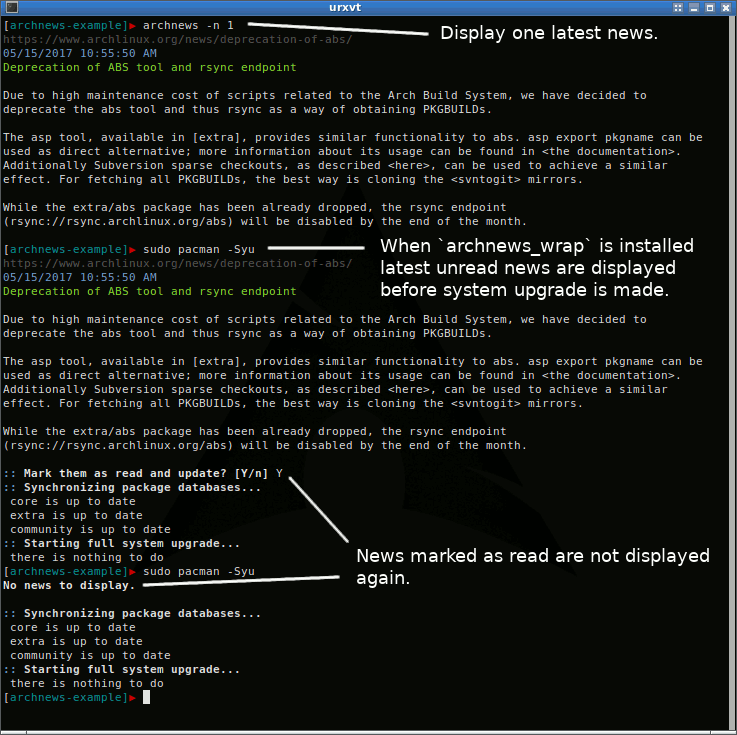 urxvt
[archnews-example]▶ archnews -n 1
Display one latest news.
https://www.archlinux.org/news/deprecation-of-abs/
05/15/2017 10:55:50 AM
Deprecation of ABS tool and rsync endpoint
Due to high maintenance cost of scripts related to the Arch Build System, we have decided to
deprecate the abs tool and thus rsync as a way of obtaining PKGBUILDs.
The asp tool, available in [extra], provides similar functionality to abs. asp export pkgname can be
used as direct alternative; more information about its usage can be found in <the documentation>.
Additionally Subversion sparse checkouts, as described <here>, can be used to achieve a similar
effect. For fetching all PKGBUILDs, the best way is cloning the <svntogit> mirrors.
While the extra/abs package has been already dropped, the rsync endpoint
(rsync://rsync.archlinux.org/abs) will be disabled by the end of the month.
[archnews-example]▶ sudo pacman -Syu
When `archnews_wrap` is installed
latest unread news are displayed
before system upgrade is made.
https://www.archlinux.org/news/deprecation-of-abs/
05/15/2017 10:55:50 AM
Deprecation of ABS tool and rsync endpoint
Due to high maintenance cost of scripts related to the Arch Build System, we have decided to
deprecate the abs tool and thus rsync as a way of obtaining PKGBUILDs.
The asp tool, available in [extra], provides similar functionality to abs. asp export pkgname can be
used as direct alternative; more information about its usage can be found in <the documentation>.
Additionally Subversion sparse checkouts, as described <here>, can be used to achieve a similar
effect. For fetching all PKGBUILDs, the best way is cloning the <svntogit> mirrors.
While the extra/abs package has been already dropped, the rsync endpoint
(rsync://rsync.archlinux.org/abs) will be disabled by the end of the month.
:: Mark them as read and update? [Y/n] Y
:: Synchronizing package databases...
core is up to date
extra is up to date
community is up to date
:: Starting full system upgrade...
there is nothing to do
News marked as read are not displayed
again.
[archnews-example]▶ sudo pacman -Syu
No news to display.
:: Synchronizing package databases...
core is up to date
extra is up to date
community is up to date
:: Starting full system upgrade...
there is nothing to do
[archnews-example]▶